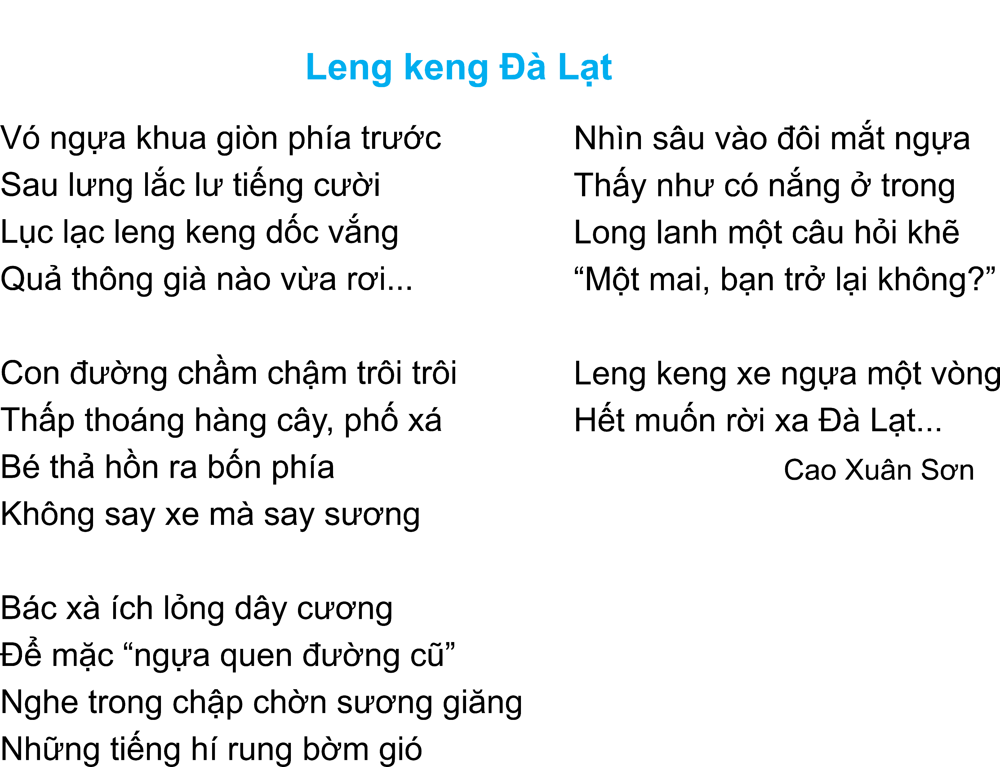 Leng keng Đà Lạt
Vó ngựa khua giòn phía trước
Sau lưng lắc lư tiếng cười
Lục lạc leng keng dốc vắng
Quả thông già nào vừa rơi...
Con đường chầm chậm trôi trôi
Thấp thoáng hàng cây, phố xá
Bé thả hồn ra bốn phía
Không say xe mà say sương
Bác xà ích lỏng dây cương
Để mặc “ngựa quen đường cũ”
Nghe trong chập chờn sương giăng
Những tiếng hí rung bờm gió
Nhìn sâu vào đôi mắt ngựa
Thấy như có nắng ở trong
Long lanh một câu hỏi khẽ
“Một mai, bạn trở lại không?”
Leng keng xe ngựa một vòng
Hết muốn rời xa Đà Lạt...
Cao Xuân Sơn